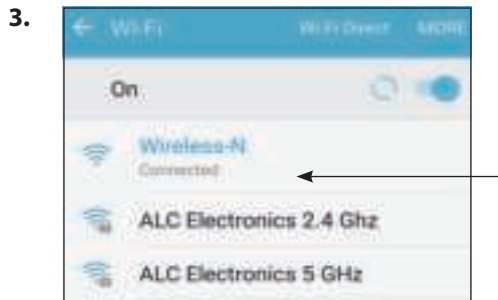 3.
Wi-Fi Wi-Fi Direct MORE
On
Wireless-N
Connected
ALC Electronics 2.4 Ghz
ALC Electronics 5 GHz